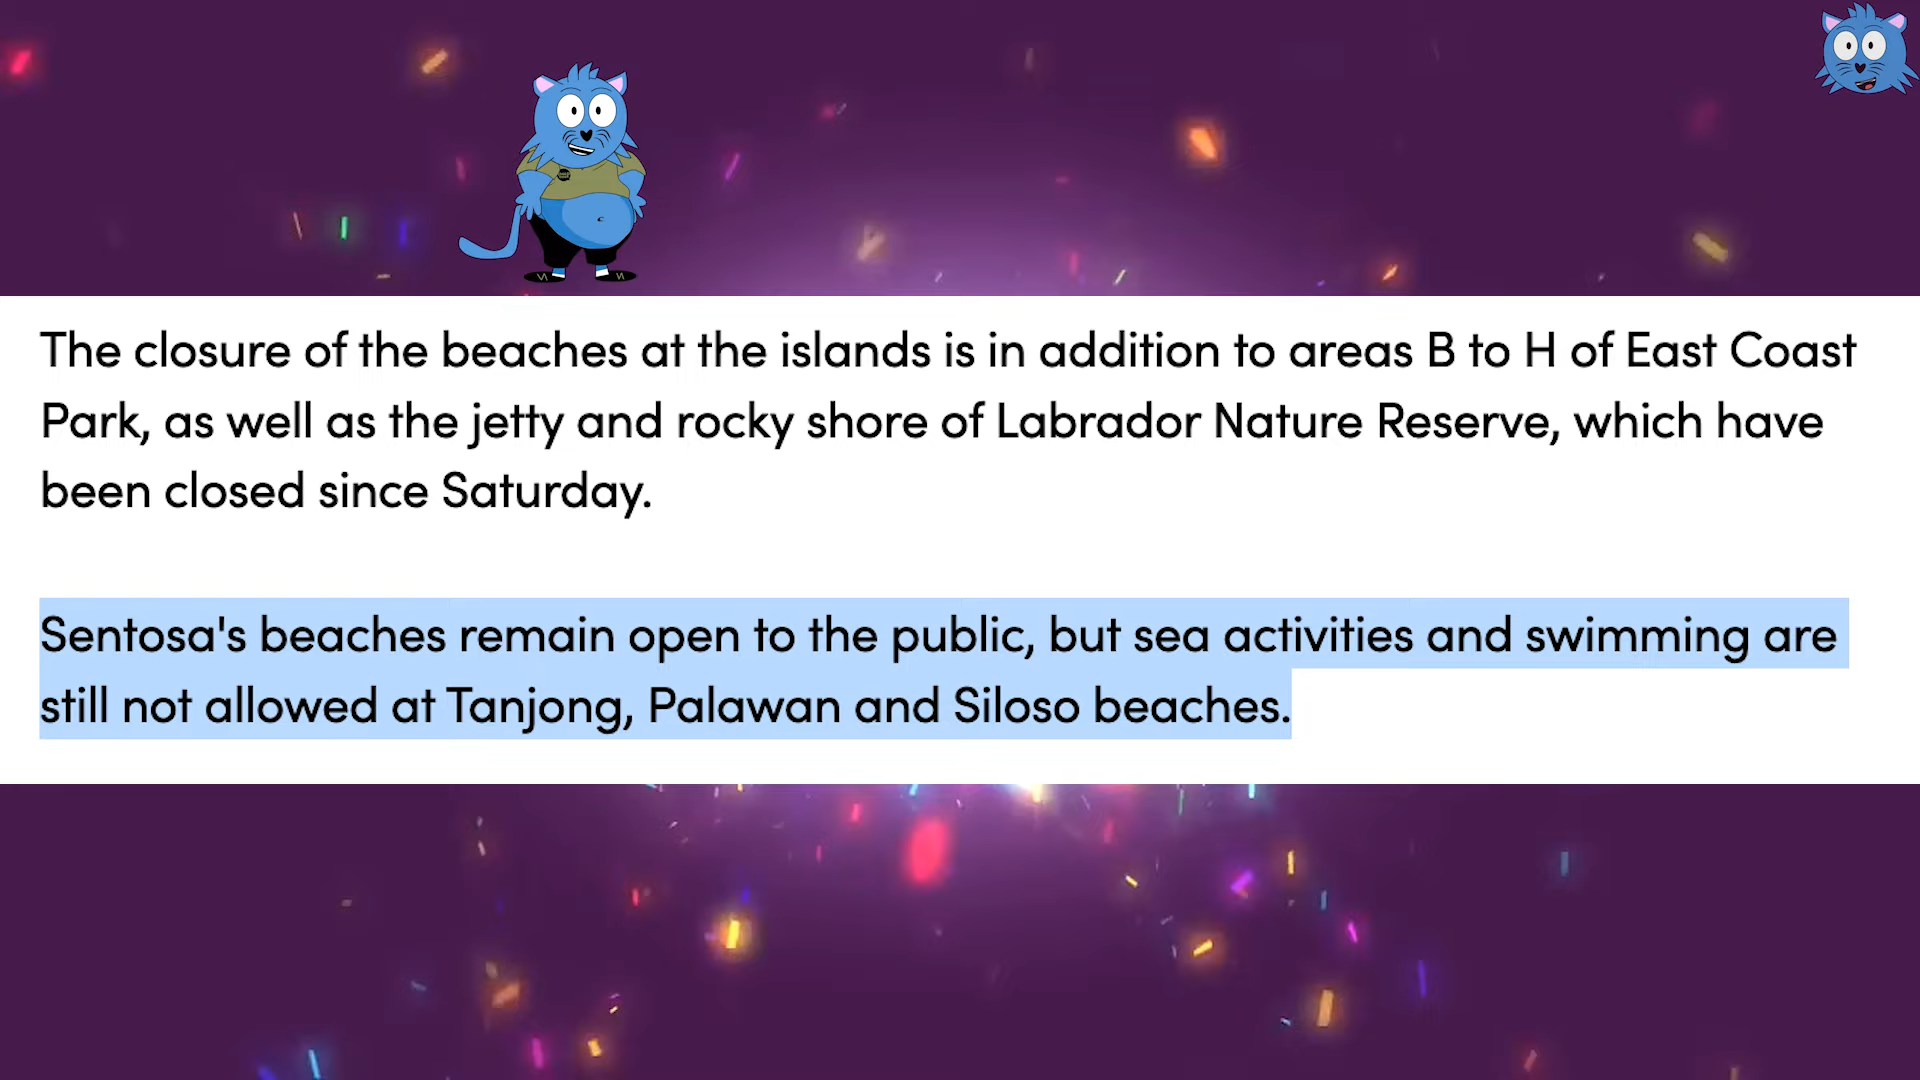 The closure of the beaches at the islands is in addition to areas B to H of East Coast
Park, as well as the jetty and rocky shore of Labrador Nature Reserve, which have
been closed since Saturday.
Sentosa's beaches remain open to the public, but sea activities and swimming are
still not allowed at Tanjong, Palawan and Siloso beaches.